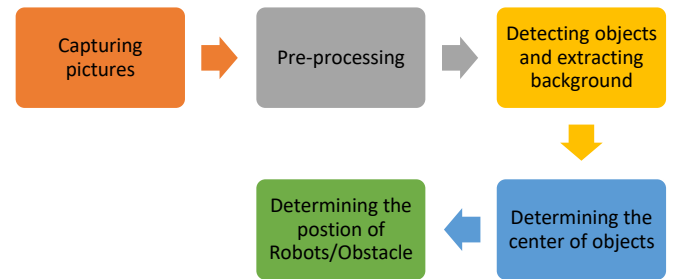 Capturing
pictures
Pre-processing
Detecting objects
and extracting
background
Determining the
center of objects
Determining the
postion of
Robots/Obstacle